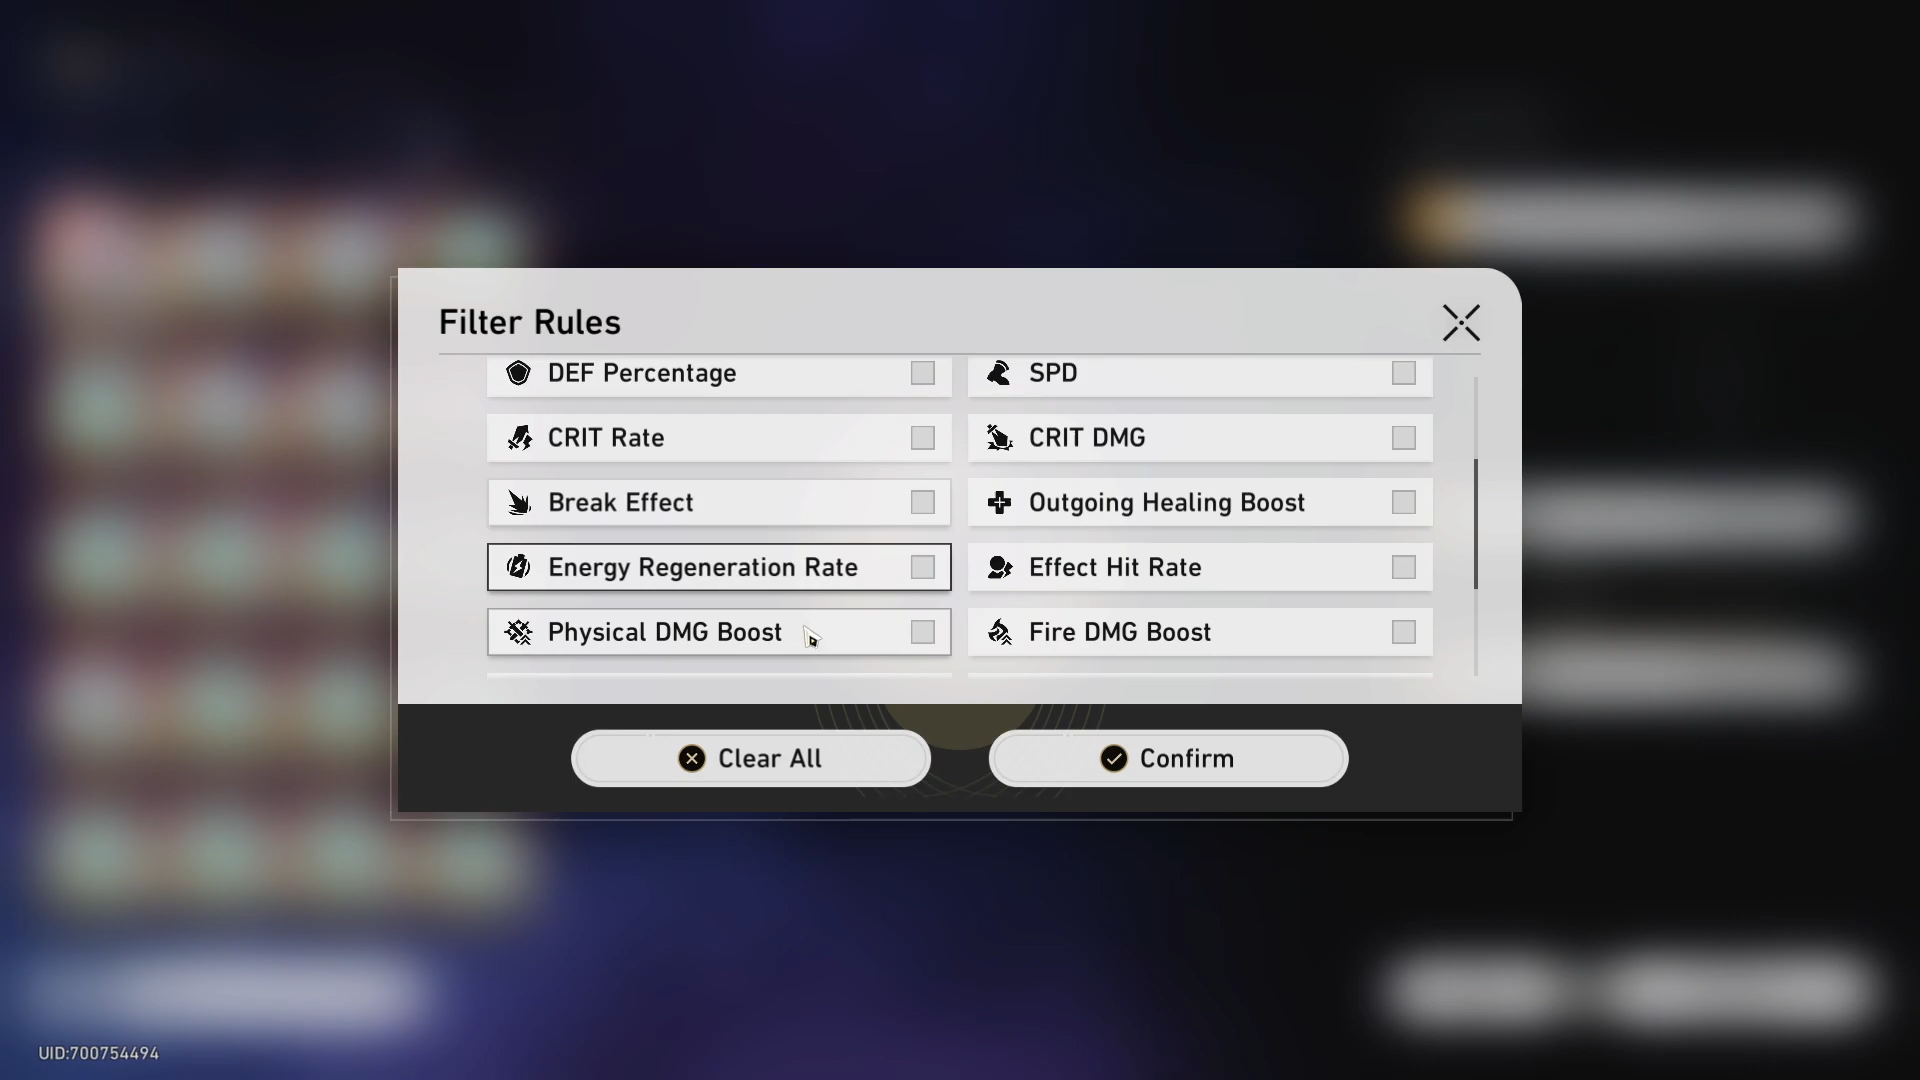 Filter Rules
DEF Percentage
SPD
CRIT Rate
CRIT DMG
Break Effect
Outgoing Healing Boost
Energy Regeneration Rate
Effect Hit Rate
Physical DMG Boost
Fire DMG Boost
Clear All
Confirm
UID:700754494